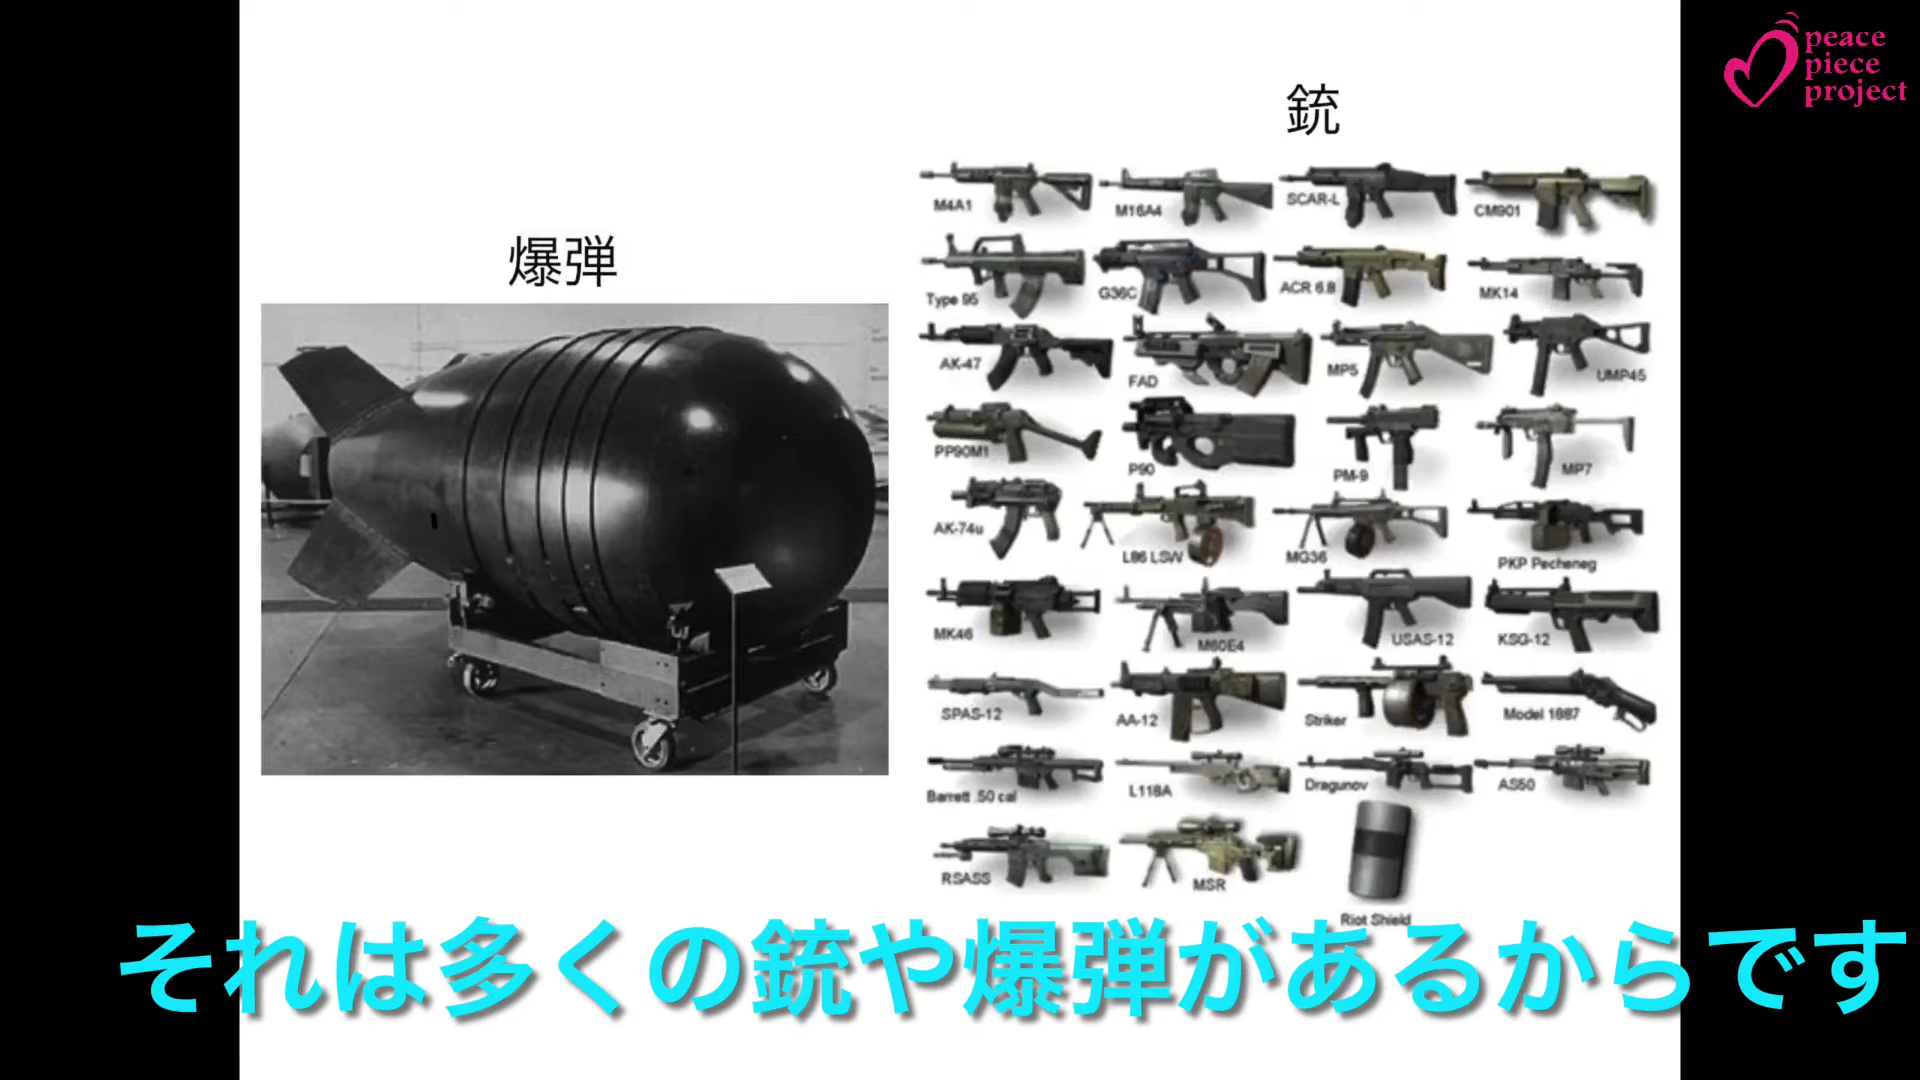 peace
piece
project
銃
爆弾
M4A1
M16A4
SCAR-L
CM901
Type 95
G36C
ACR 6.8
MK14
AK-47
FAD
MP5
UMP45
PP90M1
P90
PM-9
MP7
AK-74u
L86 LSW
MG36
PKP Pecheneg
MK46
M60E4
USAS-12
KSG-12
SPAS-12
AA-12
Striker
Model 1887
Barrett .50 cal
L118A
Dragunov
AS50
RSASS
MSR
Riot Shield
それは多くの銃や爆弾があるからです